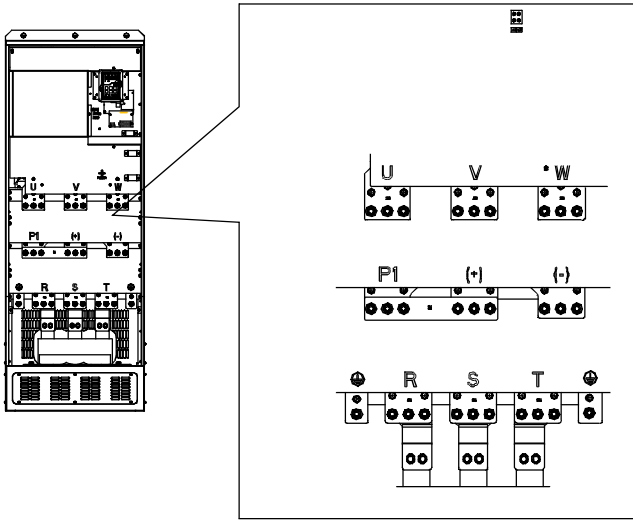 U V W
P1 (+) (-)
R S T
U V W
P1 (+) (-)
R S T